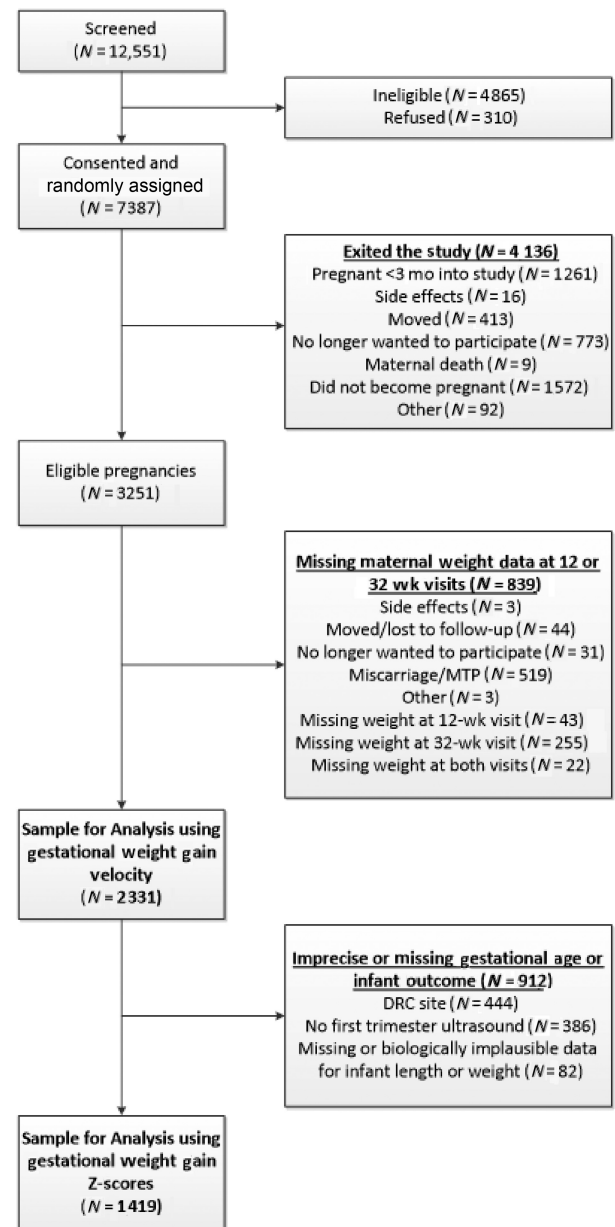 Screened
(N = 12,551)
Ineligible (N = 4865)
Refused (N = 310)
Consented and
randomly assigned
(N = 7387)
Exited the study (N = 4 136)
Pregnant <3 mo into study (N = 1261)
Side effects (N = 16)
Moved (N = 413)
No longer wanted to participate (N = 773)
Maternal death (N = 9)
Did not become pregnant (N = 1572)
Other (N = 92)
Eligible pregnancies
(N = 3251)
Missing maternal weight data at 12 or
32 wk visits (N = 839)
Side effects (N = 3)
Moved/lost to follow-up (N = 44)
No longer wanted to participate (N = 31)
Miscarriage/MTP (N = 519)
Other (N = 3)
Missing weight at 12-wk visit (N = 43)
Missing weight at 32-wk visit (N = 255)
Missing weight at both visits (N = 22)
Sample for Analysis using
gestational weight gain
velocity
(N = 2331)
Imprecise or missing gestational age or
infant outcome (N = 912)
DRC site (N = 444)
No first trimester ultrasound (N = 386)
Missing or biologically implausible data
for infant length or weight (N = 82)
Sample for Analysis using
gestational weight gain
Z-scores
(N = 1419)